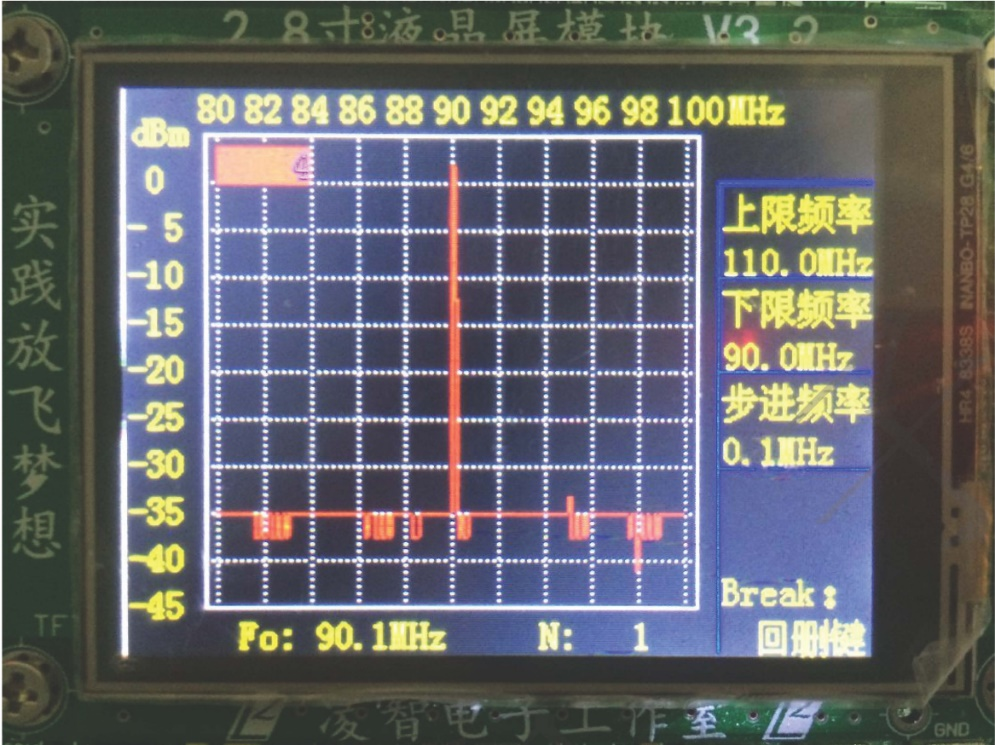 2.8寸液晶屏模块 V3.2
80 82 84 86 88 90 92 94 96 98 100MHz
dBm
0
- 5
-10
-15
-20
-25
-30
-35
-40
-45
4
上限频率
110.0MHz
下限频率
90.0MHz
步进频率
0.1MHz
Break:
回删键
Fo: 90.1MHz N: 1
实践放飞梦想
HR4 9338S NANBO-TP28 G4/6
TF
凌智电子工作室
GND